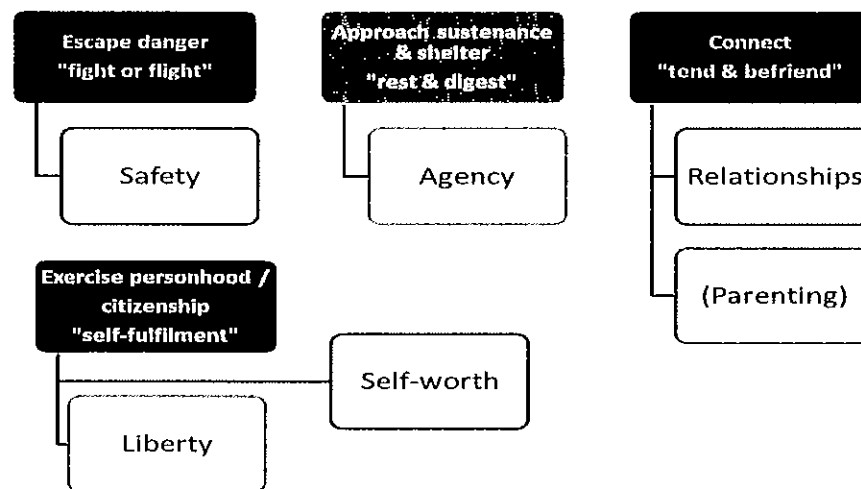 Escape danger
"fight or flight"
Safety
Approach sustenance
& shelter
"rest & digest"
Agency
Connect
"tend & befriend"
Relationships
(Parenting)
Exercise personhood /
citizenship
"self-fulfilment"
Self-worth
Liberty